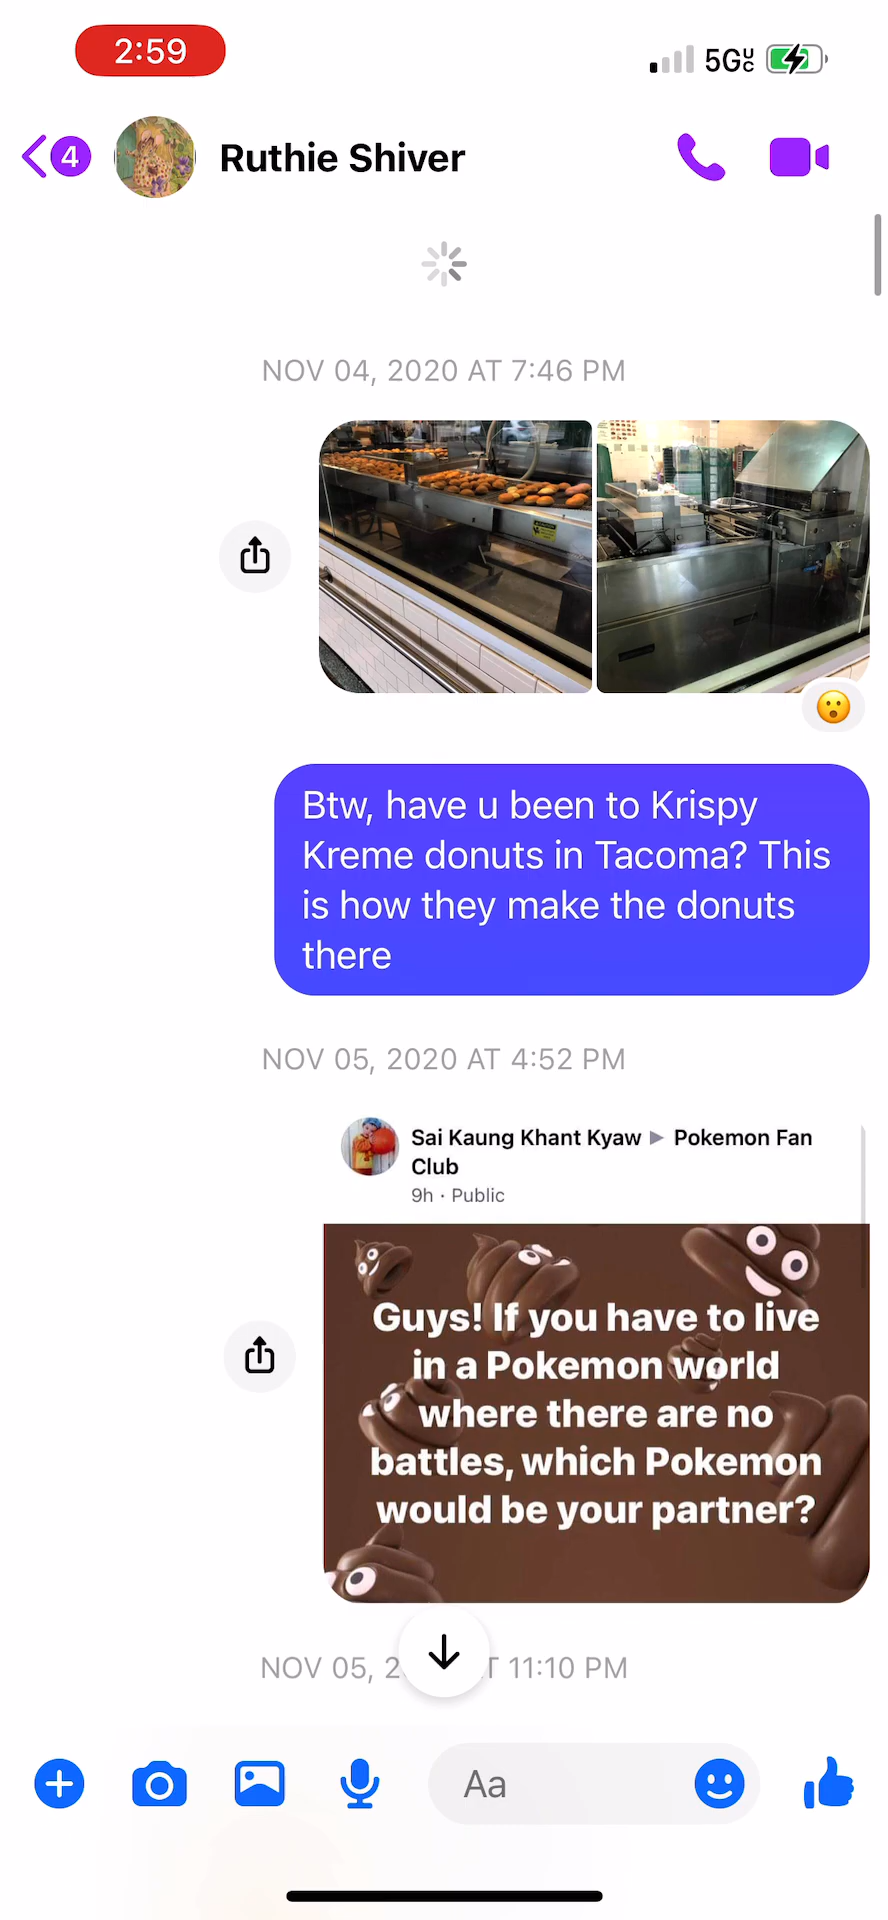 2:59
5GUC
4
Ruthie Shiver
NOV 04, 2020 AT 7:46 PM
Btw, have u been to Krispy
Kreme donuts in Tacoma? This
is how they make the donuts
there
NOV 05, 2020 AT 4:52 PM
Sai Kaung Khant Kyaw ▶ Pokemon Fan
Club
9h · Public
Guys! If you have to live
in a Pokemon world
where there are no
battles, which Pokemon
would be your partner?
NOV 05, 2 T 11:10 PM
Aa